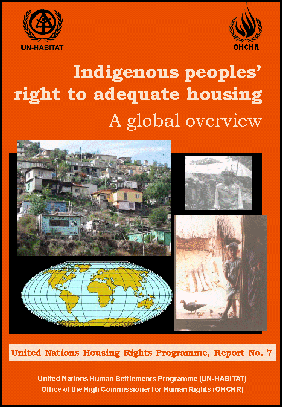 UN-HABITAT
OHCHR
Indigenous peoples'
right to adequate housing
A global overview
United Nations Housing Rights Programme, Report No. 7
United Nations Human Settlements Programme (UN-HABITAT)
Office of the High Commissioner for Human Rights (OHCHR)